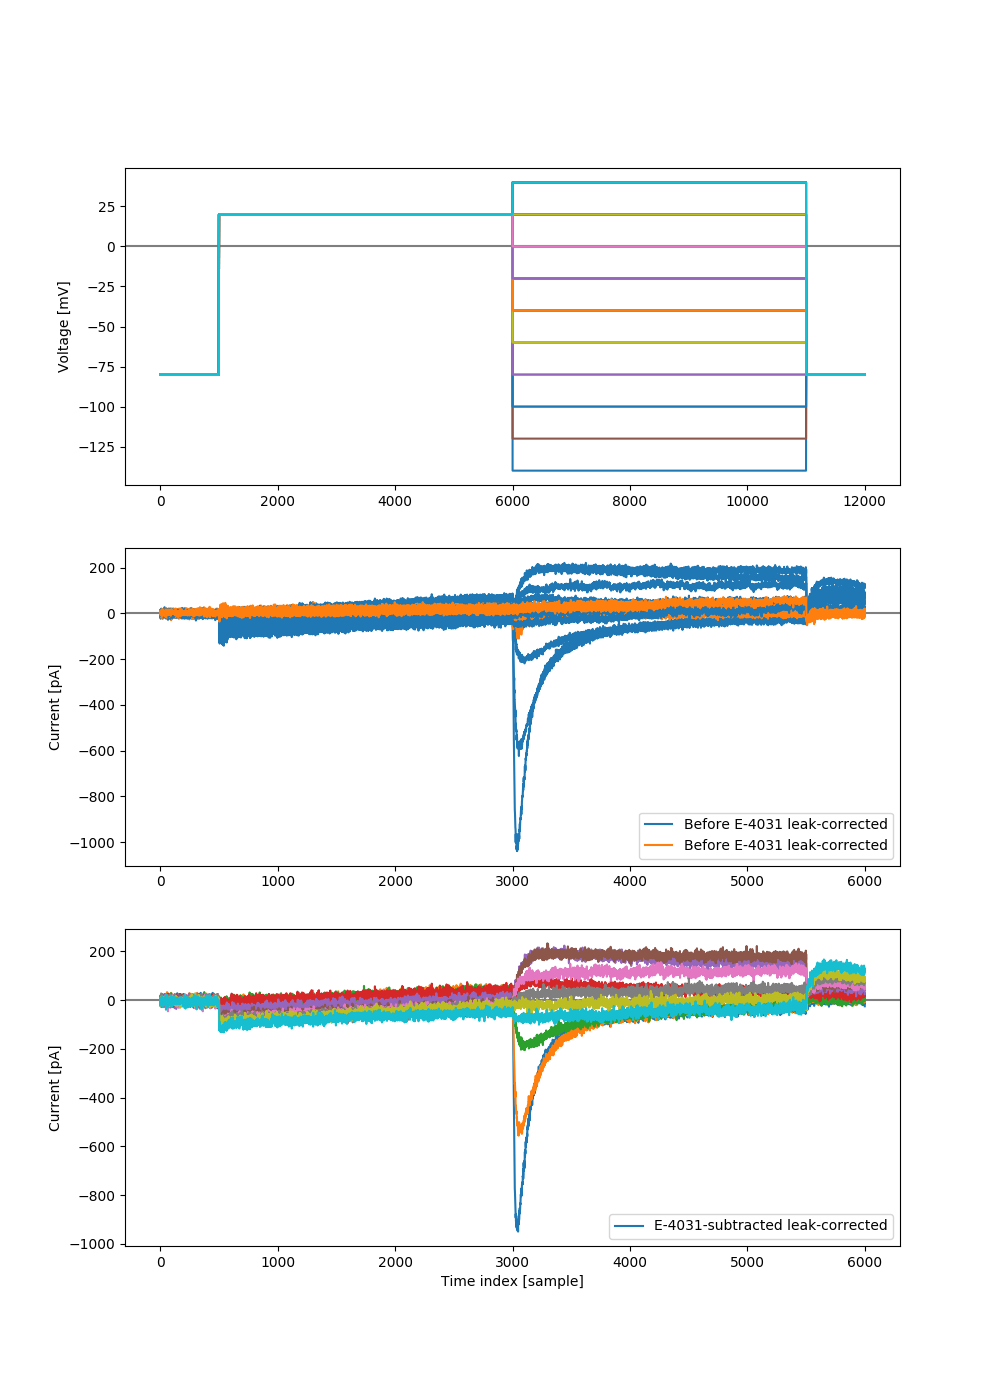 25
0
−25
−50
−75
−100
−125
Voltage [mV]
0 2000 4000 6000 8000 10000 12000
200
0
−200
−400
−600
−800
−1000
Current [pA]
Before E-4031 leak-corrected
Before E-4031 leak-corrected
0 1000 2000 3000 4000 5000 6000
200
0
−200
−400
−600
−800
−1000
Current [pA]
E-4031-subtracted leak-corrected
0 1000 2000 3000 4000 5000 6000
Time index [sample]